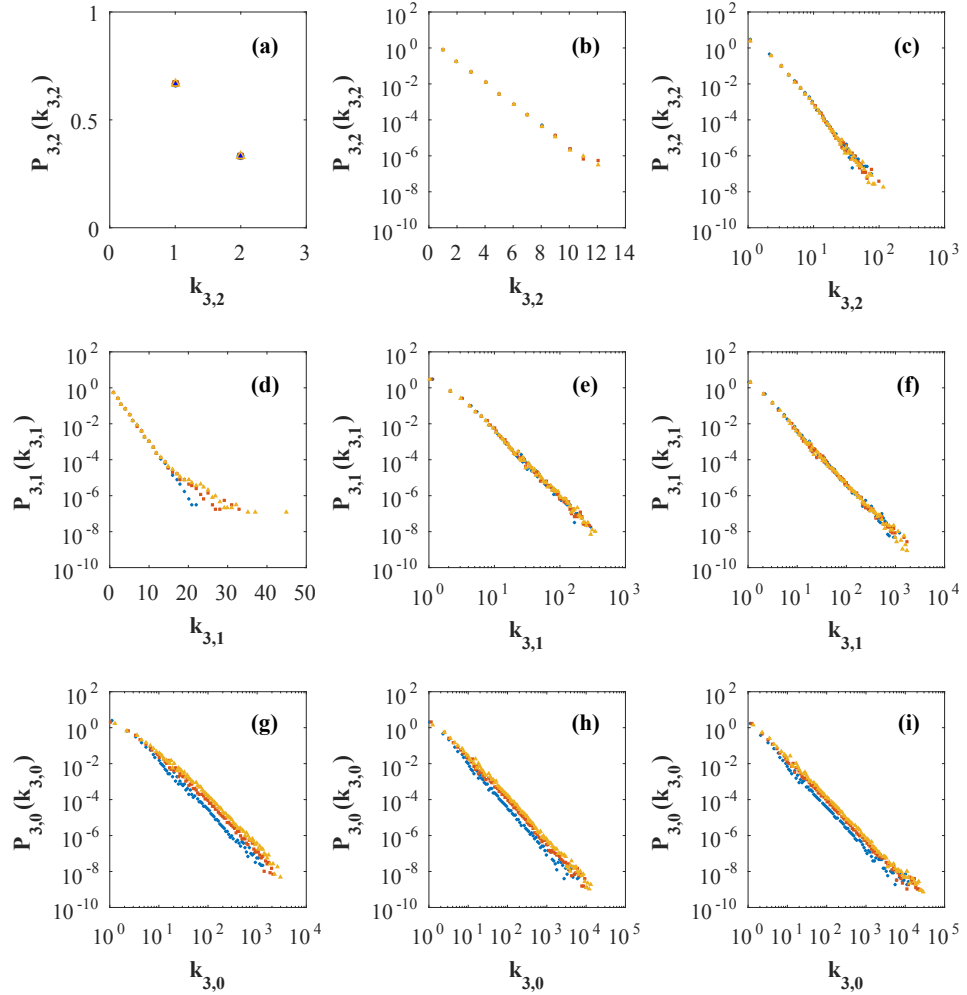 (a)
1
0.5
0
0 1 2 3
k3,2
P3,2(k3,2)
(b)
10^2
10^0
10^-2
10^-4
10^-6
10^-8
10^-10
0 2 4 6 8 10 12 14
k3,2
P3,2(k3,2)
(c)
10^2
10^0
10^-2
10^-4
10^-6
10^-8
10^-10
10^0 10^1 10^2 10^3
k3,2
P3,2(k3,2)
(d)
10^2
10^0
10^-2
10^-4
10^-6
10^-8
10^-10
0 10 20 30 40 50
k3,1
P3,1(k3,1)
(e)
10^2
10^0
10^-2
10^-4
10^-6
10^-8
10^-10
10^0 10^1 10^2 10^3
k3,1
P3,1(k3,1)
(f)
10^2
10^0
10^-2
10^-4
10^-6
10^-8
10^-10
10^0 10^1 10^2 10^3 10^4
k3,1
P3,1(k3,1)
(g)
10^2
10^0
10^-2
10^-4
10^-6
10^-8
10^-10
10^0 10^1 10^2 10^3 10^4
k3,0
P3,0(k3,0)
(h)
10^2
10^0
10^-2
10^-4
10^-6
10^-8
10^-10
10^0 10^1 10^2 10^3 10^4 10^5
k3,0
P3,0(k3,0)
(i)
10^2
10^0
10^-2
10^-4
10^-6
10^-8
10^-10
10^0 10^1 10^2 10^3 10^4 10^5
k3,0
P3,0(k3,0)